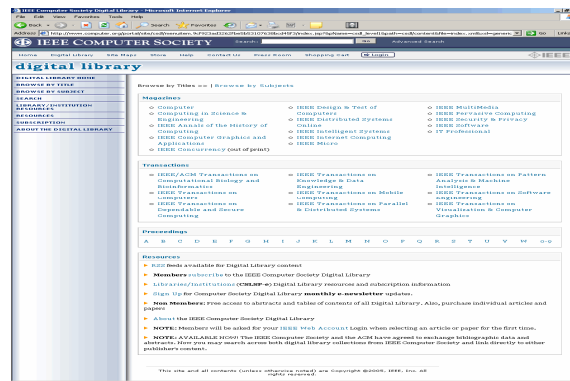 IEEE Computer Society Digital Library - Microsoft Internet Explorer
File Edit View Favorites Tools Help
Back Search Favorites
Address
Go Links
IEEE COMPUTER SOCIETY Search: Go Advanced Search
Home Digital Library Site Maps Store Help Contact Us Press Room Shopping Cart Login IEEE
digital library
DIGITAL LIBRARY HOME
BROWSE BY TITLE
BROWSE BY SUBJECT
SEARCH
LIBRARY/INSTITUTION RESOURCES
RESOURCES
SUBSCRIPTION
ABOUT THE DIGITAL LIBRARY
Browse by Titles >> | Browse by Subjects
Magazines
Computer
Computing in Science & Engineering
IEEE Annals of the History of Computing
IEEE Computer Graphics and Applications
IEEE Concurrency (out of print)
IEEE Design & Test of Computers
IEEE Distributed Systems Online
IEEE Intelligent Systems
IEEE Internet Computing
IEEE Micro
IEEE MultiMedia
IEEE Pervasive Computing
IEEE Security & Privacy
IEEE Software
IT Professional
Transactions
IEEE/ACM Transactions on Computational Biology and Bioinformatics
IEEE Transactions on Computers
IEEE Transactions on Dependable and Secure Computing
IEEE Transactions on Knowledge & Data Engineering
IEEE Transactions on Mobile Computing
IEEE Transactions on Parallel & Distributed Systems
IEEE Transactions on Pattern Analysis & Machine Intelligence
IEEE Transactions on Software Engineering
IEEE Transactions on Visualization & Computer Graphics
Proceedings
A B C D E F G H I J K L M N O P Q R S T U V W 0-9
Resources
RSS feeds available for Digital Library content
Members subscribe to the IEEE Computer Society Digital Library
Libraries/Institutions (CSLSP-e) Digital Library resources and subscription information
Sign Up for Computer Society Digital Library monthly e-newsletter updates.
Non Members: Free access to abstracts and tables of contents of all Digital Library. Also, purchase individual articles and
papers
About the IEEE Computer Society Digital Library
NOTE: Members will be asked for your IEEE Web Account Login when selecting an article or paper for the first time.
NOTE: AVAILABLE NOW! The IEEE Computer Society and the ACM have agreed to exchange bibliographic data and
abstracts. Now you may search across both digital library collections from IEEE Computer Society and link directly to either
publisher's content.
This site and all contents (unless otherwise noted) are Copyright ©2005, IEEE, Inc. All
rights reserved.